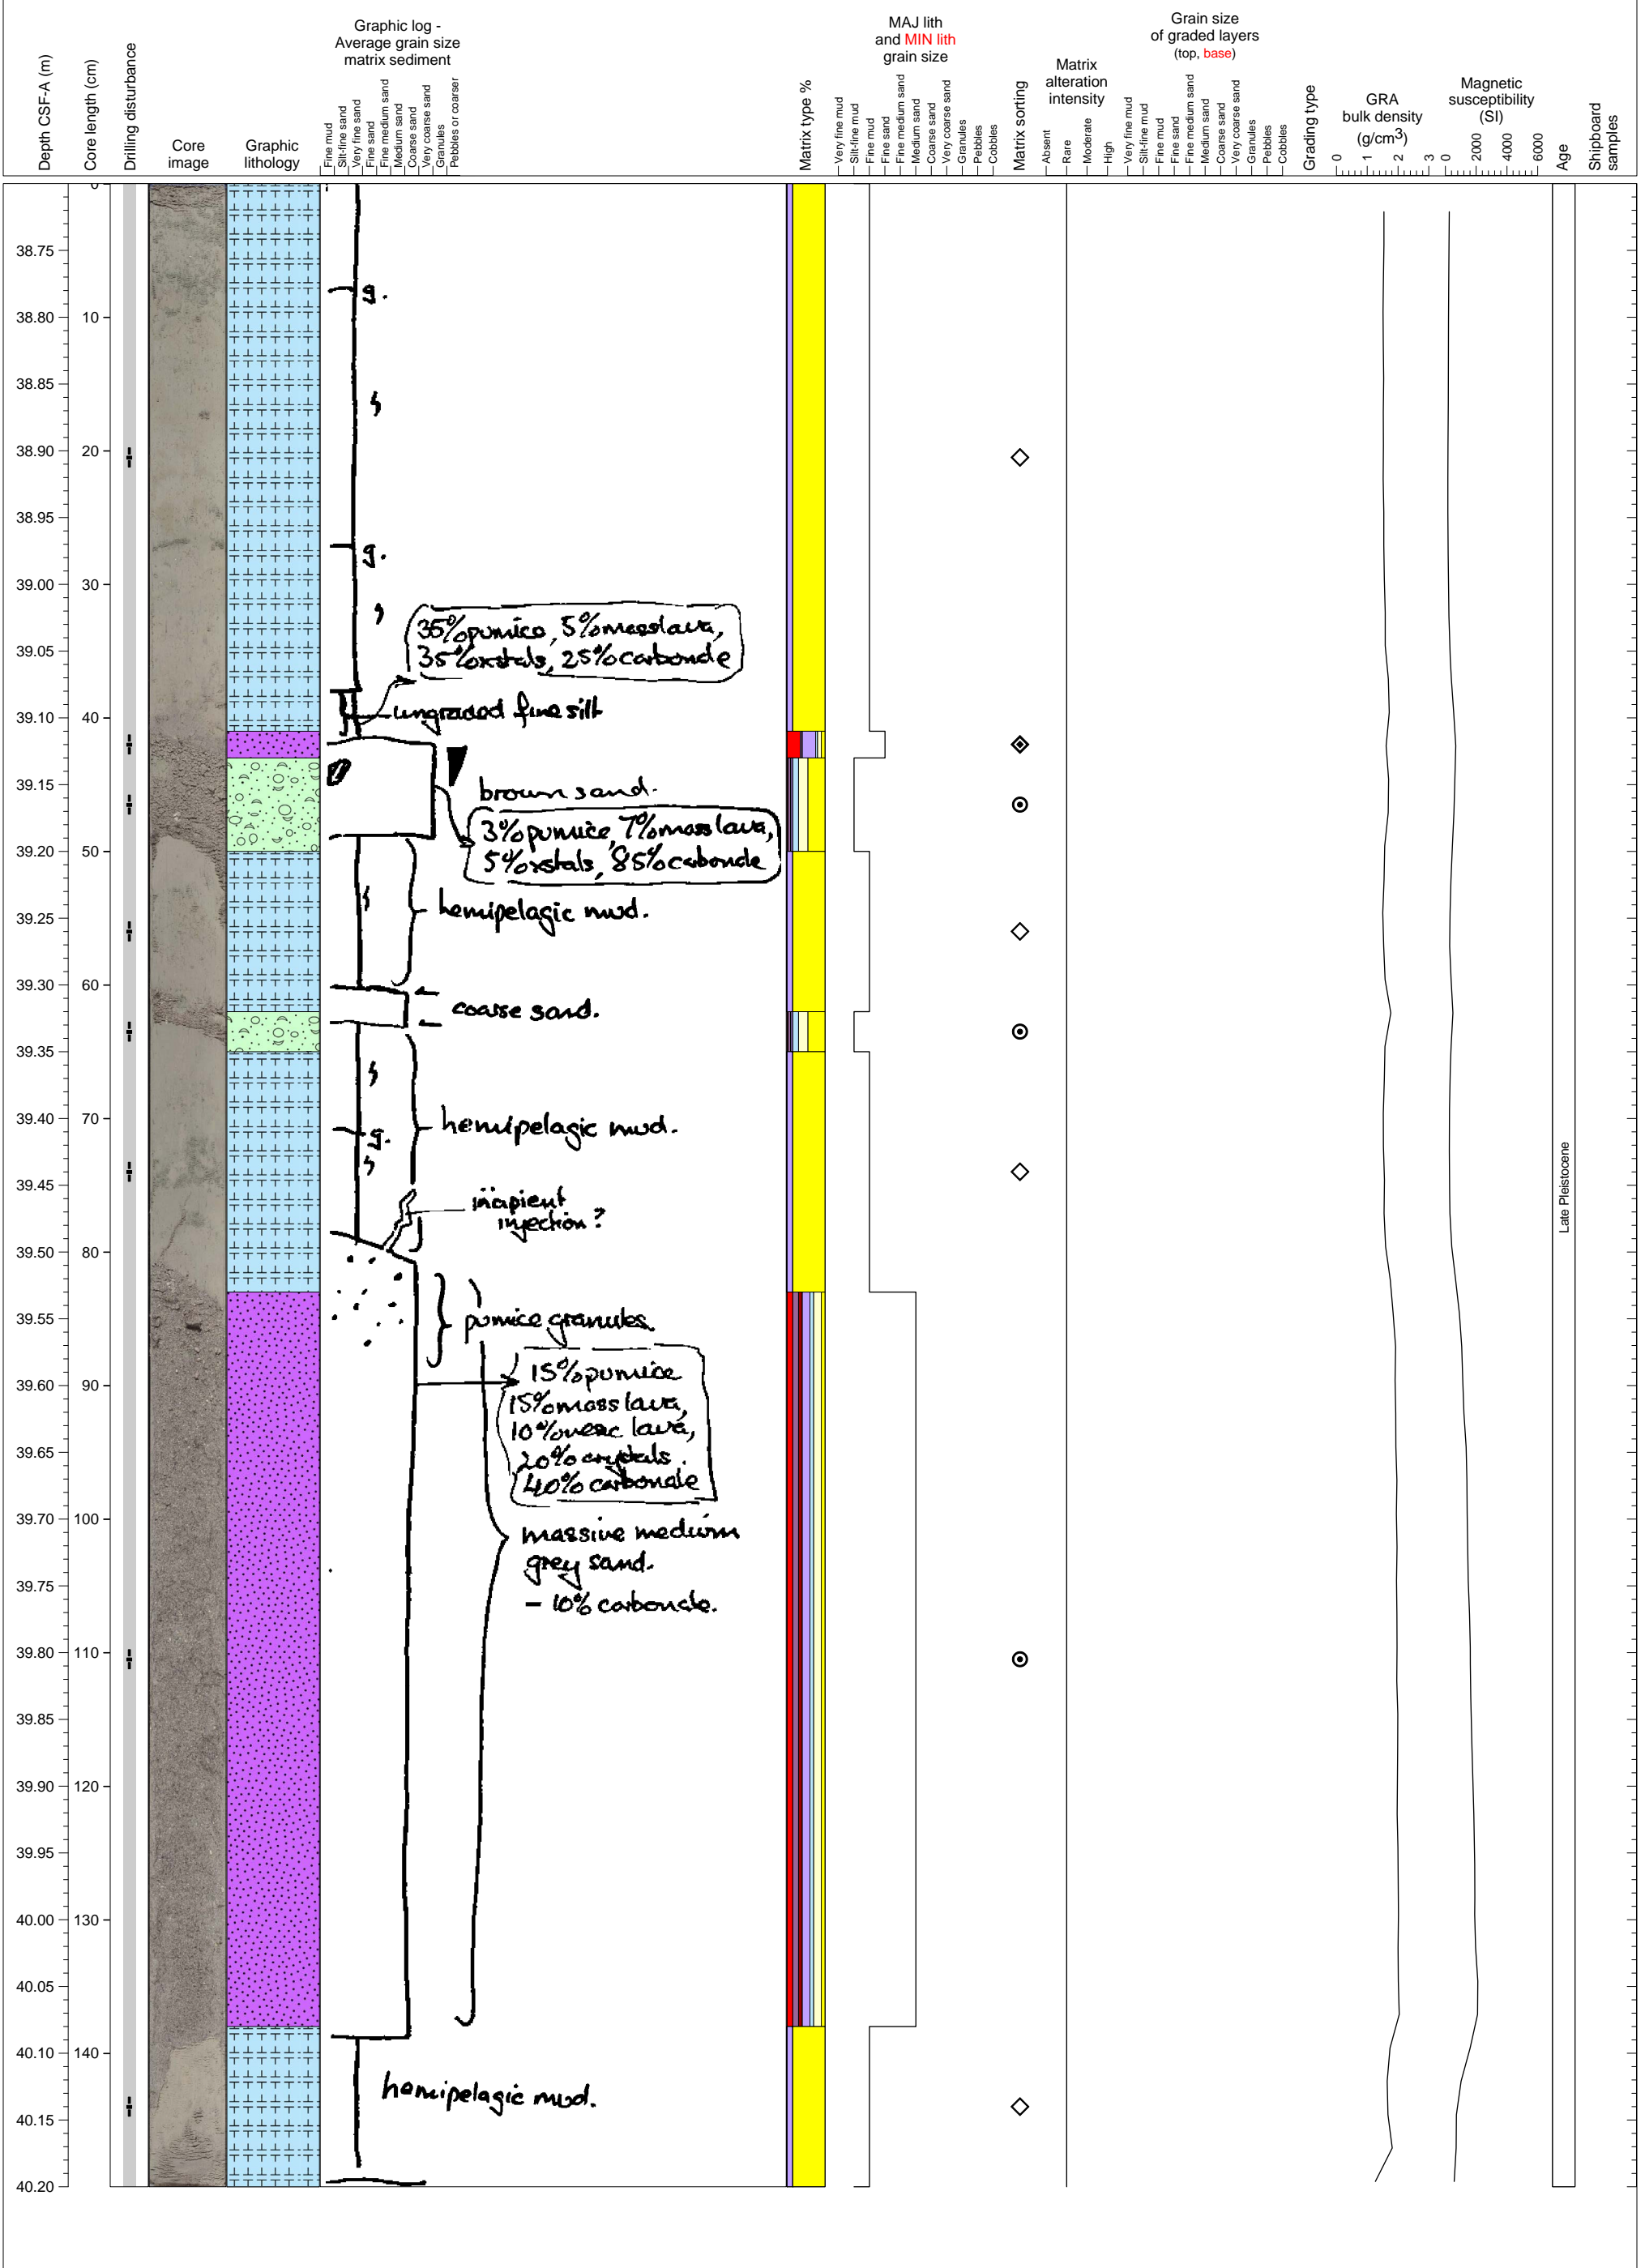 Graphic log -
Average grain size
matrix sediment
MAJ lith
and MIN lith
grain size
Grain size
of graded layers
(top, base)
Matrix
alteration
intensity
GRA
bulk density
(g/cm3)
Magnetic
susceptibility
(SI)
Depth CSF-A (m)
Core length (cm)
Drilling disturbance
Core
image
Graphic
lithology
Fine mud
Silt-fine sand
Very fine sand
Fine sand
Fine medium sand
Medium sand
Coarse sand
Very coarse sand
Granules
Pebbles or coarser
Matrix type %
Very fine mud
Silt-fine mud
Fine mud
Fine sand
Fine medium sand
Medium sand
Coarse sand
Very coarse sand
Granules
Pebbles
Cobbles
Matrix sorting
Absent
Rare
Moderate
High
Very fine mud
Silt-fine mud
Fine mud
Fine sand
Fine medium sand
Medium sand
Coarse sand
Very coarse sand
Granules
Pebbles
Cobbles
Grading type
0
1
2
3
0
2000
4000
6000
Age
Shipboard
samples
0
38.75
g.
38.80 10
38.85
38.90 20
38.95
g.
39.00 30
35% pumice, 5% mass lava,
39.05
35% xstals, 25% carbonde
39.10 40
ungraded fine silt
39.15
brown sand.
3% pumice, 7% mass lava,
39.20 50
5% xstals, 85% cabonde
39.25
hemipelagic mud.
39.30 60
coarse sand.
39.35
39.40 70
hemipelagic mud.
g.
39.45
incipient
injection?
39.50 80
39.55
pumice granules.
39.60 90
15% pumice
15% mass lava,
10% vesc lava,
39.65
20% crystals.
40% carbonate
39.70 100
massive medium
grey sand.
39.75
- 10% carbonate.
39.80 110
39.85
39.90 120
39.95
40.00 130
40.05
40.10 140
hemipelagic mud.
40.15
40.20
Late Pleistocene